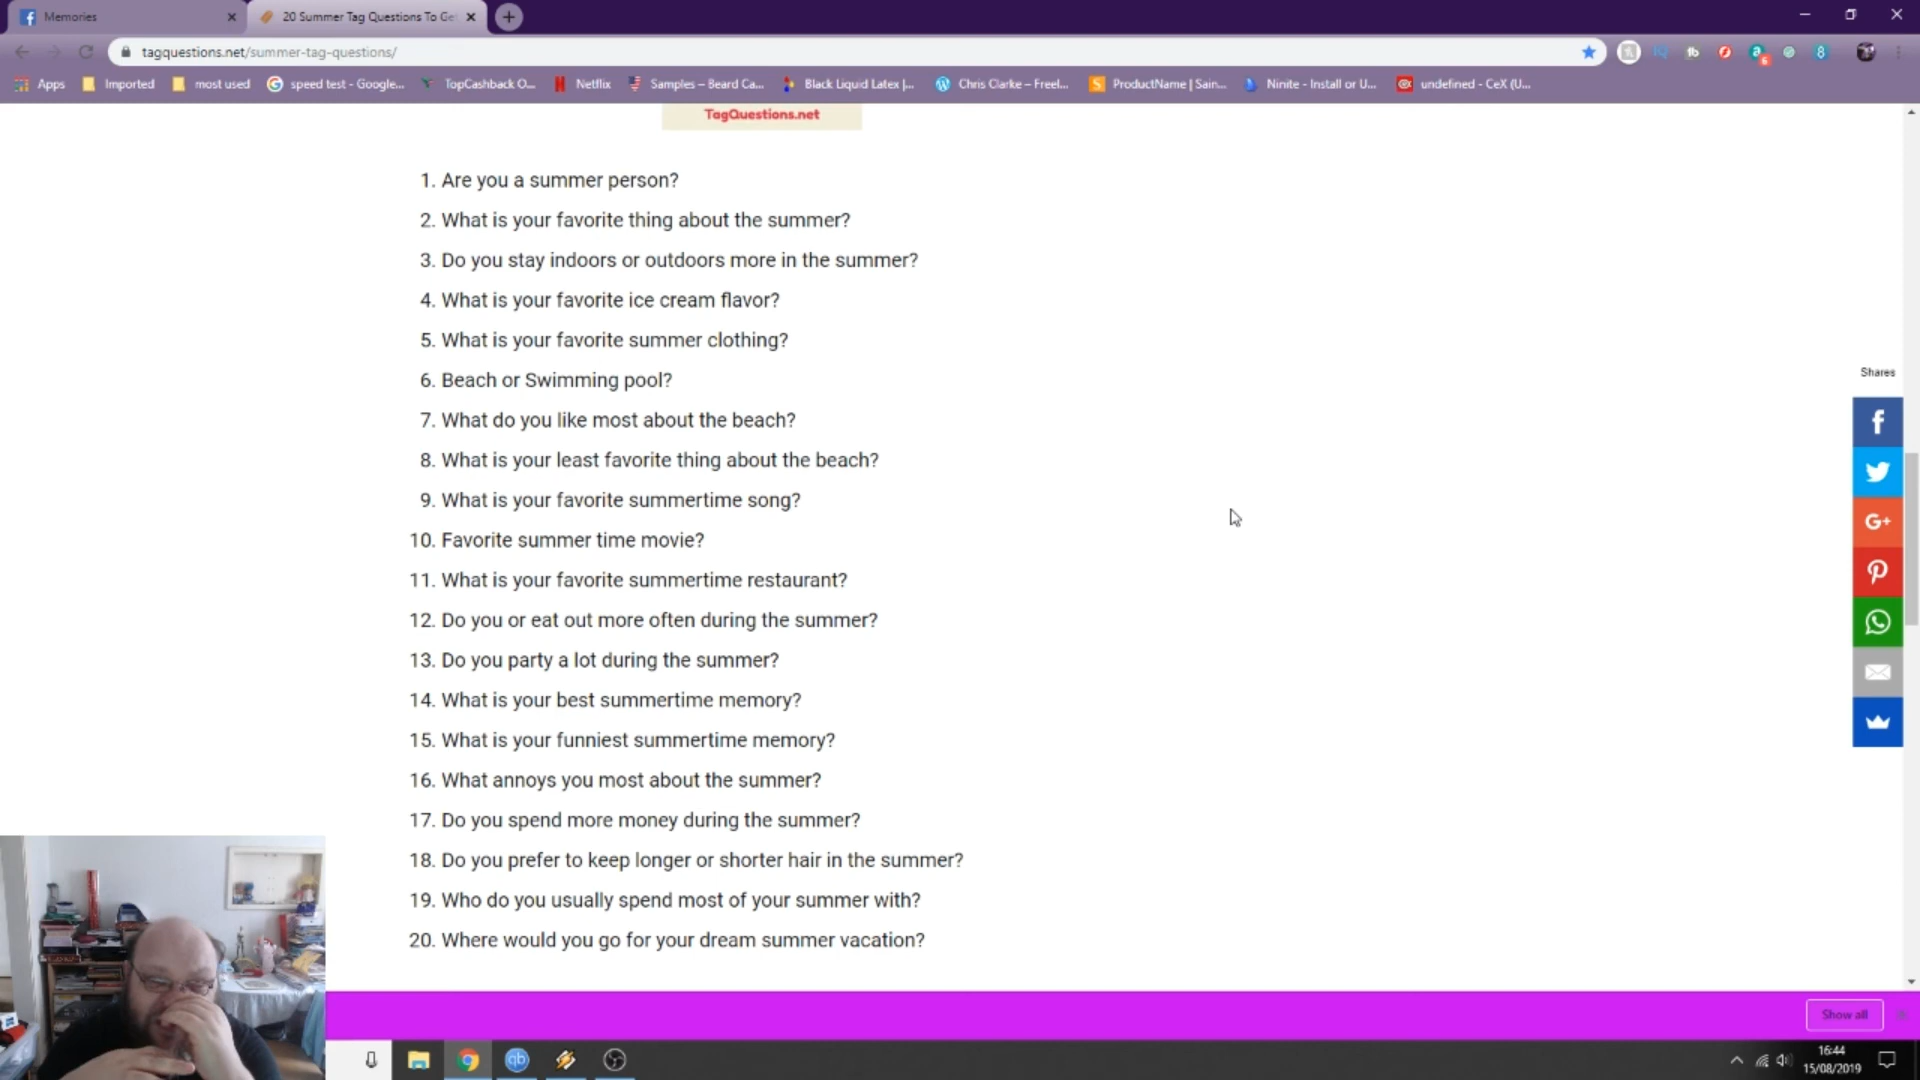 Memories
20 Summer Tag Questions To Ge
tagquestions.net/summer-tag-questions/
Apps
Imported
most used
speed test - Google...
TopCashback O...
Netflix
Samples – Beard Ca...
Black Liquid Latex |...
Chris Clarke – Freel...
ProductName | Sain...
Ninite - Install or U...
undefined - CeX (U...
TagQuestions.net
1. Are you a summer person?
2. What is your favorite thing about the summer?
3. Do you stay indoors or outdoors more in the summer?
4. What is your favorite ice cream flavor?
5. What is your favorite summer clothing?
6. Beach or Swimming pool?
7. What do you like most about the beach?
8. What is your least favorite thing about the beach?
9. What is your favorite summertime song?
10. Favorite summer time movie?
11. What is your favorite summertime restaurant?
12. Do you or eat out more often during the summer?
13. Do you party a lot during the summer?
14. What is your best summertime memory?
15. What is your funniest summertime memory?
16. What annoys you most about the summer?
17. Do you spend more money during the summer?
18. Do you prefer to keep longer or shorter hair in the summer?
19. Who do you usually spend most of your summer with?
20. Where would you go for your dream summer vacation?
Shares
G+
Show all
qb
16:44
15/08/2019